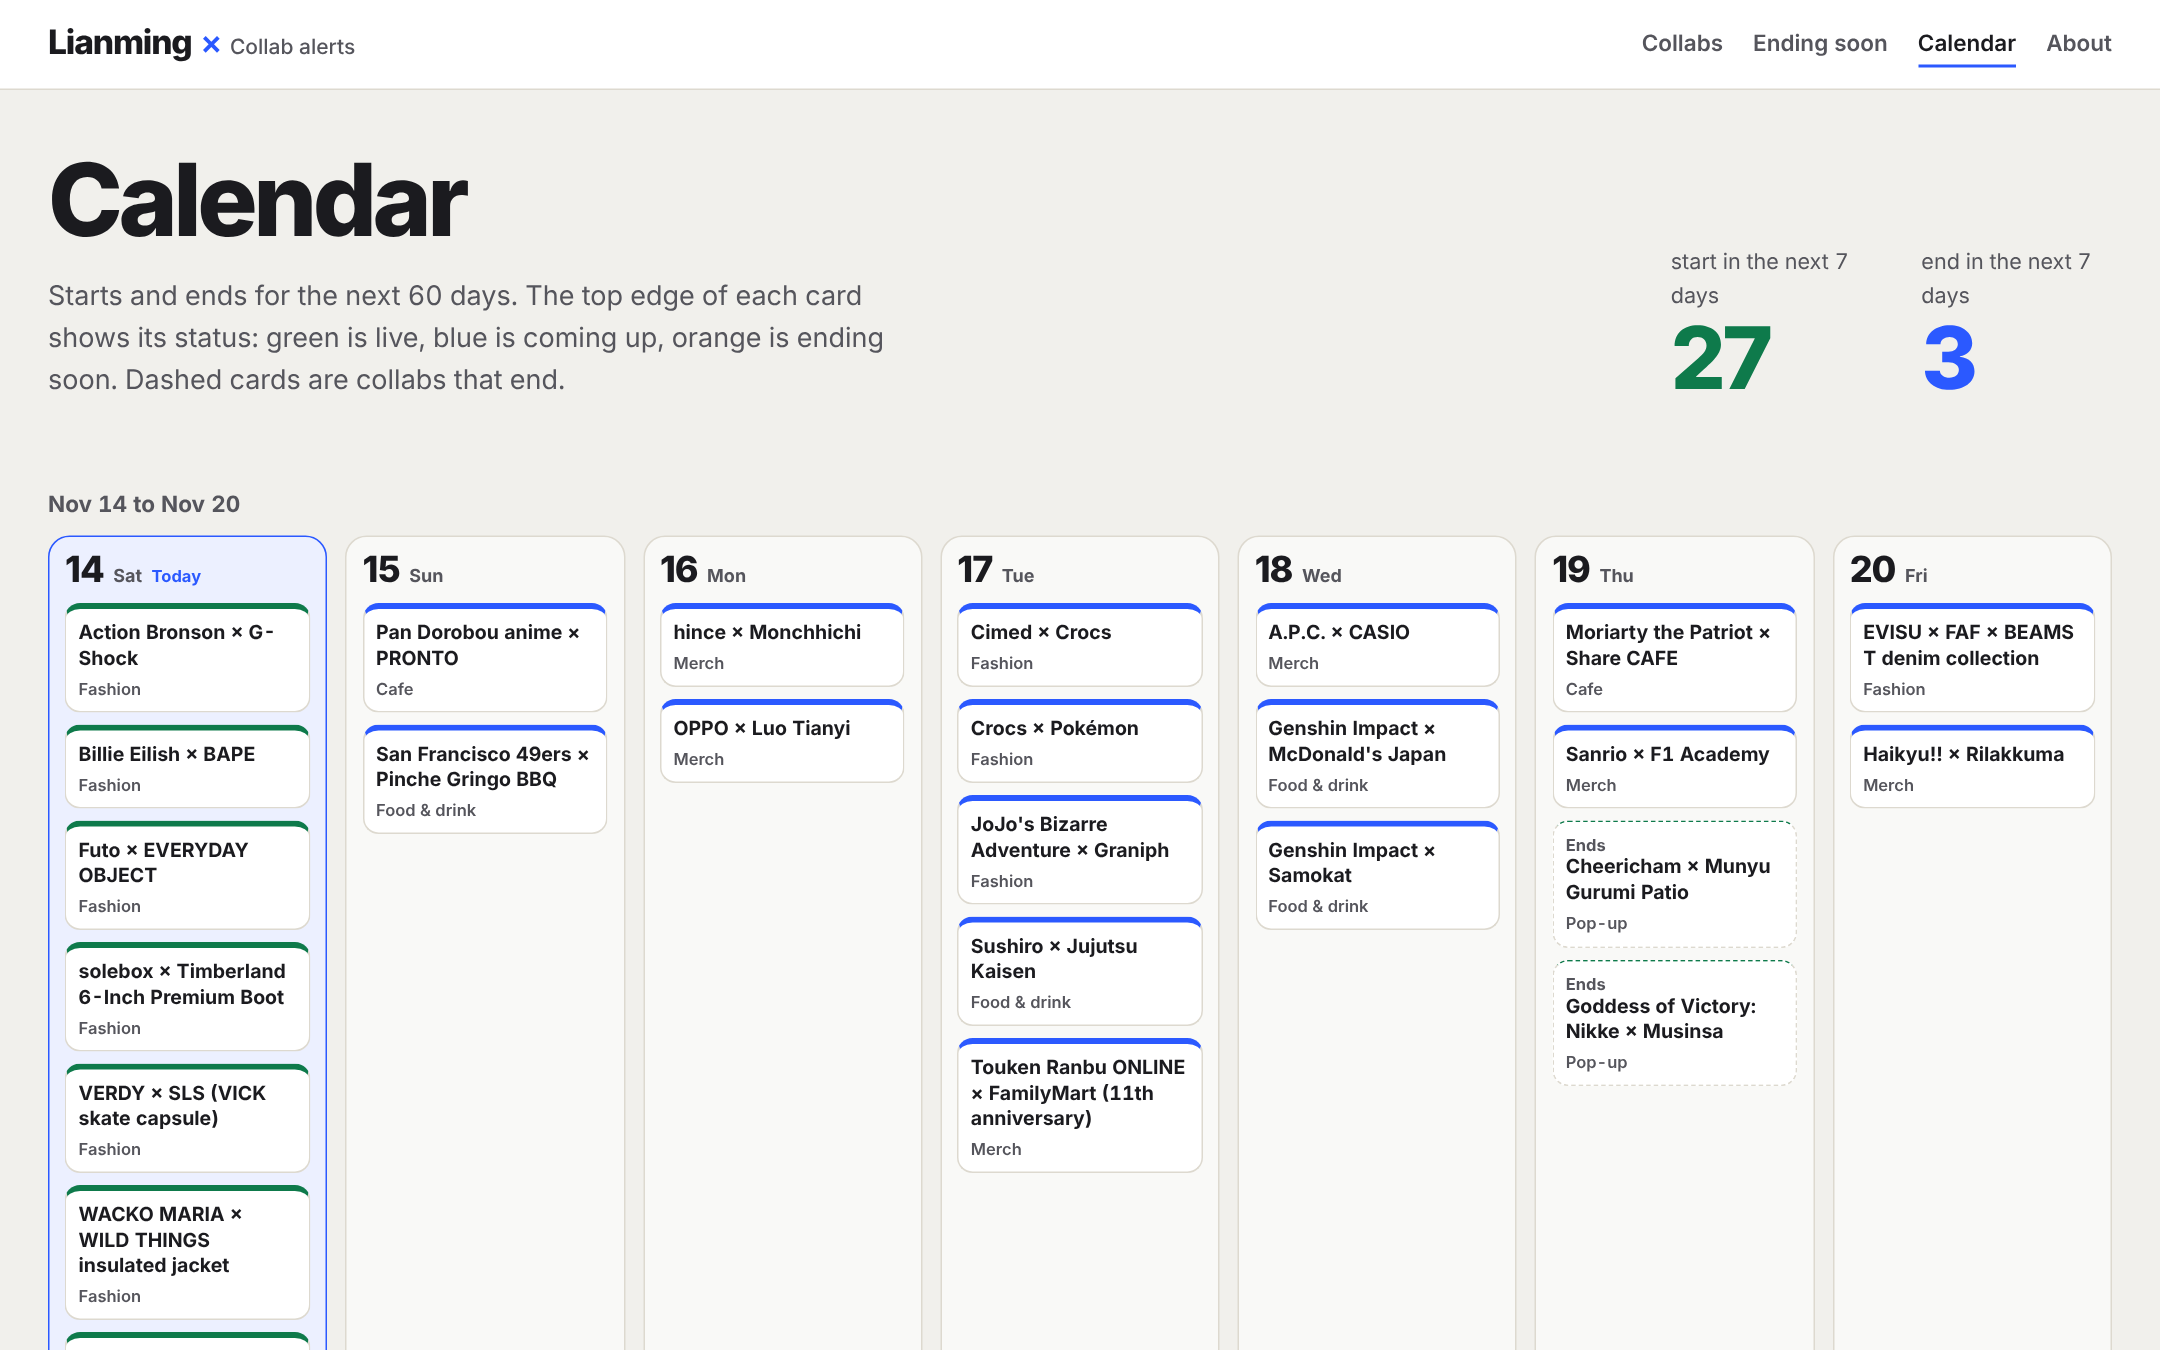 Lianming × Collab alerts
Collabs
Ending soon
Calendar
About
Calendar
Starts and ends for the next 60 days. The top edge of each card
shows its status: green is live, blue is coming up, orange is ending
soon. Dashed cards are collabs that end.
start in the next 7
days
27
end in the next 7
days
3
Nov 14 to Nov 20
14 Sat Today
Action Bronson × G-
Shock
Fashion
Billie Eilish × BAPE
Fashion
Futo × EVERYDAY
OBJECT
Fashion
solebox × Timberland
6-Inch Premium Boot
Fashion
VERDY × SLS (VICK
skate capsule)
Fashion
WACKO MARIA ×
WILD THINGS
insulated jacket
Fashion
15 Sun
Pan Dorobou anime ×
PRONTO
Cafe
San Francisco 49ers ×
Pinche Gringo BBQ
Food & drink
16 Mon
hince × Monchhichi
Merch
OPPO × Luo Tianyi
Merch
17 Tue
Cimed × Crocs
Fashion
Crocs × Pokémon
Fashion
JoJo's Bizarre
Adventure × Graniph
Fashion
Sushiro × Jujutsu
Kaisen
Food & drink
Touken Ranbu ONLINE
× FamilyMart (11th
anniversary)
Merch
18 Wed
A.P.C. × CASIO
Merch
Genshin Impact ×
McDonald's Japan
Food & drink
Genshin Impact ×
Samokat
Food & drink
19 Thu
Moriarty the Patriot ×
Share CAFE
Cafe
Sanrio × F1 Academy
Merch
Ends
Cheericham × Munyu
Gurumi Patio
Pop-up
Ends
Goddess of Victory:
Nikke × Musinsa
Pop-up
20 Fri
EVISU × FAF × BEAMS
T denim collection
Fashion
Haikyu!! × Rilakkuma
Merch